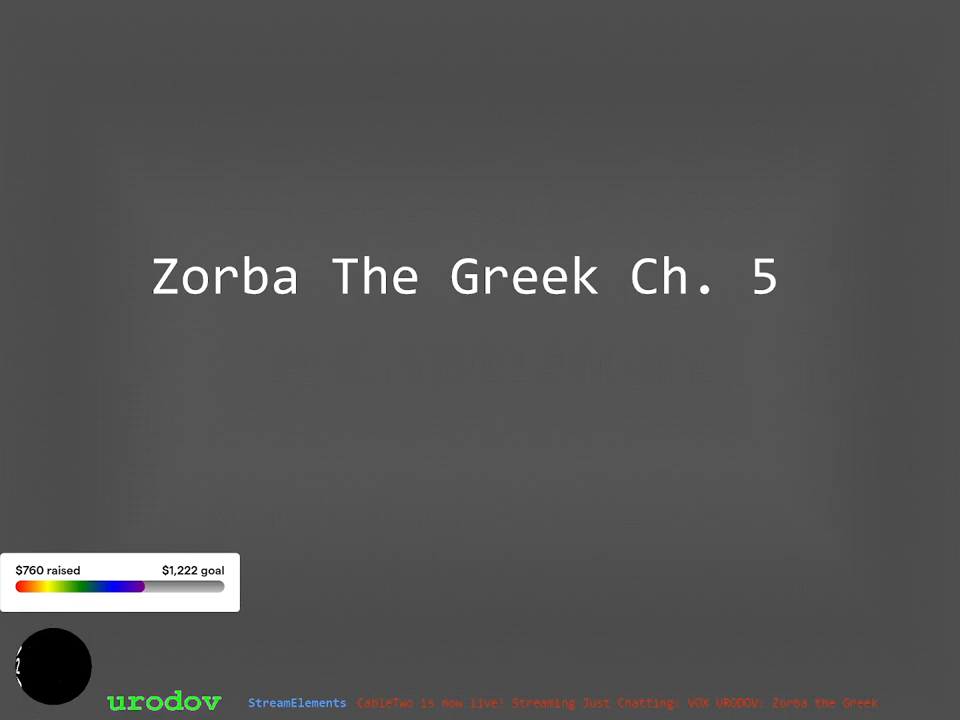 Zorba The Greek Ch. 5
$760 raised $1,222 goal
urodov
StreamElements CableTwo is now live! Streaming Just Chatting: VOX URODOV: Zorba the Greek